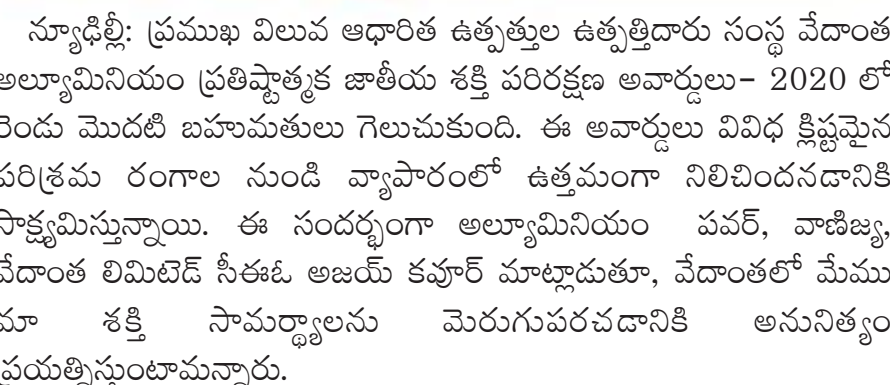 న్యూఢిల్లీ: ప్రముఖ విలువ ఆధారిత ఉత్పత్తుల ఉత్పత్తిదారు సంస్థ వేదాంత
అల్యూమినియం ప్రతిష్టాత్మక జాతీయ శక్తి పరిరక్షణ అవార్డులు- 2020 లో
రెండు మొదటి బహుమతులు గెలుచుకుంది. ఈ అవార్డులు వివిధ క్లిష్టమైన
పరిశ్రమ రంగాల నుండి వ్యాపారంలో ఉత్తమంగా నిలిచిందనడానికి
సాక్ష్యమిస్తున్నాయి. ఈ సందర్భంగా అల్యూమినియం పవర్, వాణిజ్య,
వేదాంత లిమిటెడ్ సీఈఓ అజయ్ కపూర్ మాట్లాడుతూ, వేదాంతలో మేము
మా శక్తి సామర్థ్యాలను మెరుగుపరచడానికి అనునిత్యం
ప్రయత్నిస్తుంటామన్నారు.